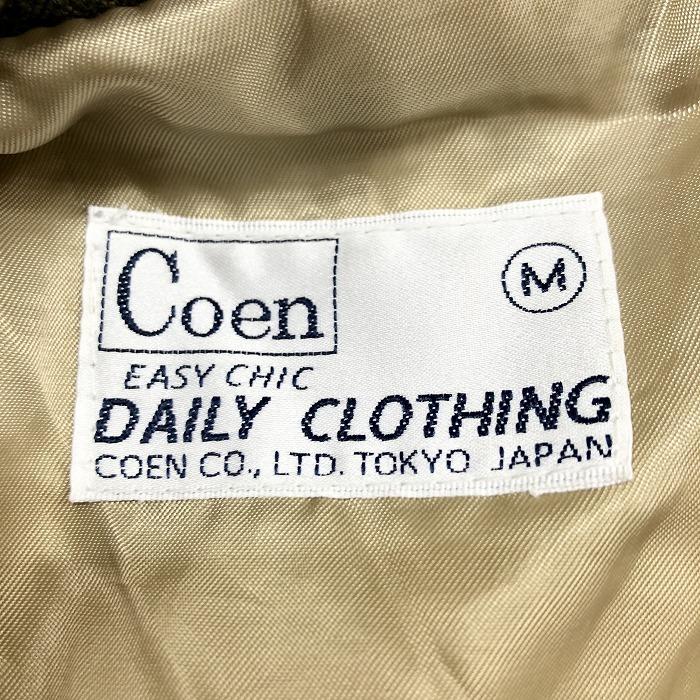 Coen
M
EASY CHIC
DAILY CLOTHING
COEN CO., LTD. TOKYO JAPAN